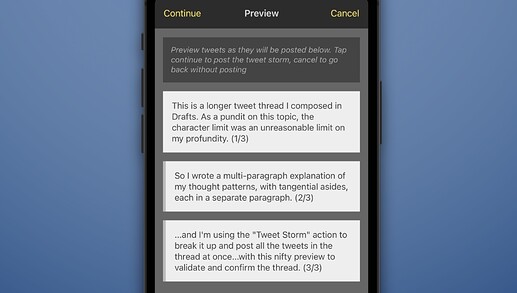 Continue Preview Cancel
Preview tweets as they will be posted below. Tap
continue to post the tweet storm, cancel to go
back without posting
This is a longer tweet thread I composed in
Drafts. As a pundit on this topic, the
character limit was an unreasonable limit on
my profundity. (1/3)
So I wrote a multi-paragraph explanation of
my thought patterns, with tangential asides,
each in a separate paragraph. (2/3)
...and I'm using the "Tweet Storm" action to
break it up and post all the tweets in the
thread at once...with this nifty preview to
validate and confirm the thread. (3/3)